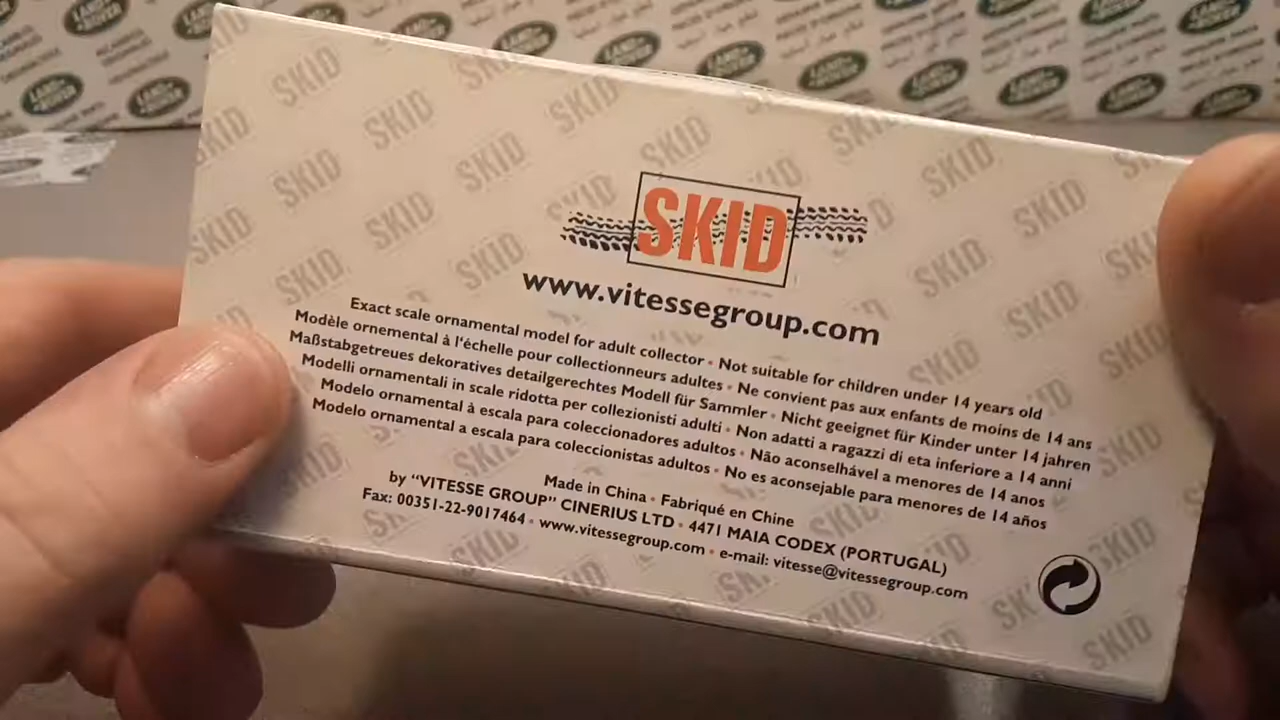 SKID
www.vitessegroup.com
Exact scale ornamental model for adult collector • Not suitable for children under 14 years old
Modèle ornemental à l'échelle pour collectionneurs adultes • Ne convient pas aux enfants de moins de 14 ans
Maßstabgetreues dekoratives detailgerechtes Modell für Sammler • Nicht geeignet für Kinder unter 14 jahren
Modelli ornamentali in scale ridotta per collezionisti adulti • Non adatti a ragazzi di eta inferiore a 14 anni
Modelo ornamental à escala para coleccionadores adultos • Não aconselhável a menores de 14 anos
Modelo ornamental a escala para coleccionistas adultos • No es aconsejable para menores de 14 años
Made in China • Fabriqué en Chine
by “VITESSE GROUP” CINERIUS LTD • 4471 MAIA CODEX (PORTUGAL)
Fax: 00351-22-9017464 • www.vitessegroup.com • e-mail: vitesse@vitessegroup.com